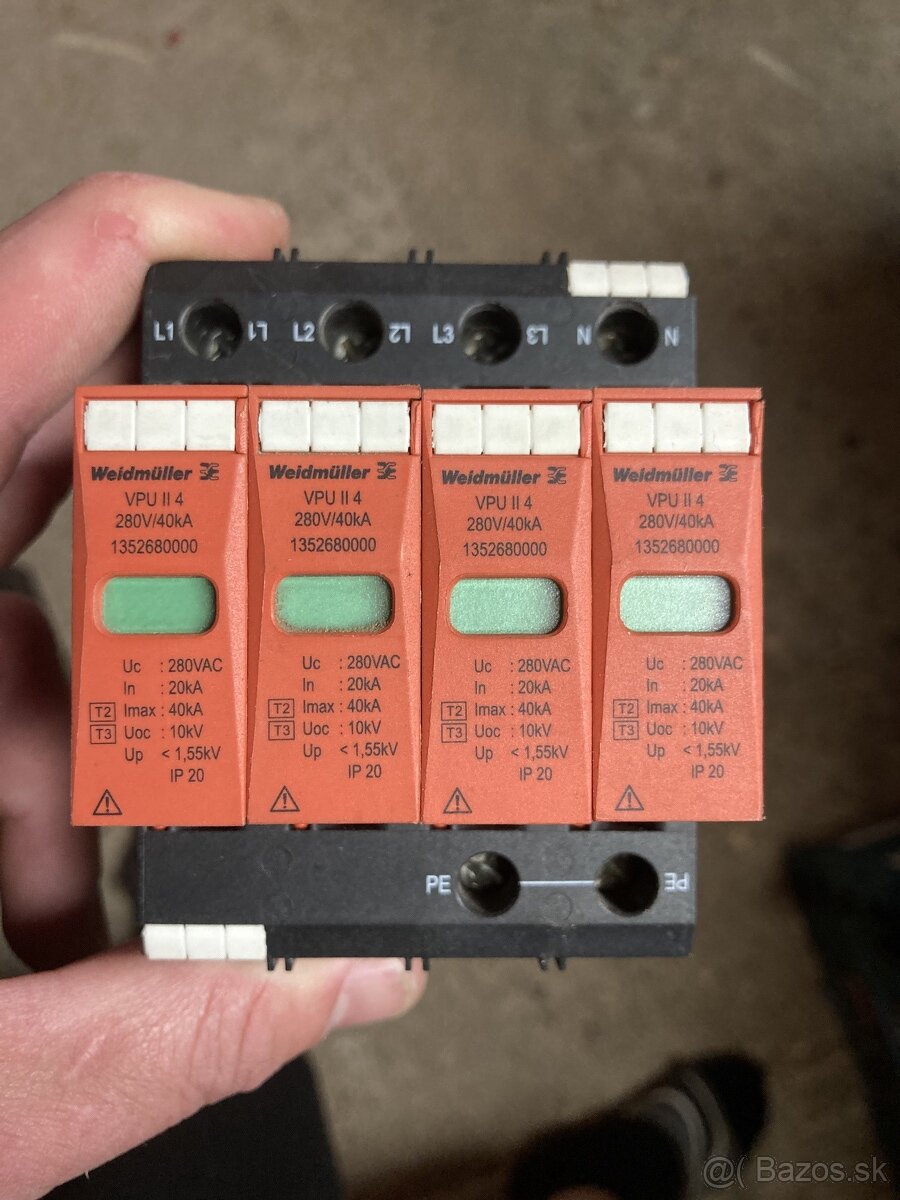 L1 L1 L2 L2 L3 L3 N N
Weidmüller
VPU II 4
280V/40kA
1352680000
Uc : 280VAC
In : 20kA
T2 Imax : 40kA
T3 Uoc : 10kV
Up < 1,55kV
IP 20
Weidmüller
VPU II 4
280V/40kA
1352680000
Uc : 280VAC
In : 20kA
T2 Imax : 40kA
T3 Uoc : 10kV
Up < 1,55kV
IP 20
Weidmüller
VPU II 4
280V/40kA
1352680000
Uc : 280VAC
In : 20kA
T2 Imax : 40kA
T3 Uoc : 10kV
Up < 1,55kV
IP 20
Weidmüller
VPU II 4
280V/40kA
1352680000
Uc : 280VAC
In : 20kA
T2 Imax : 40kA
T3 Uoc : 10kV
Up < 1,55kV
IP 20
PE PE
@( Bazos.sk